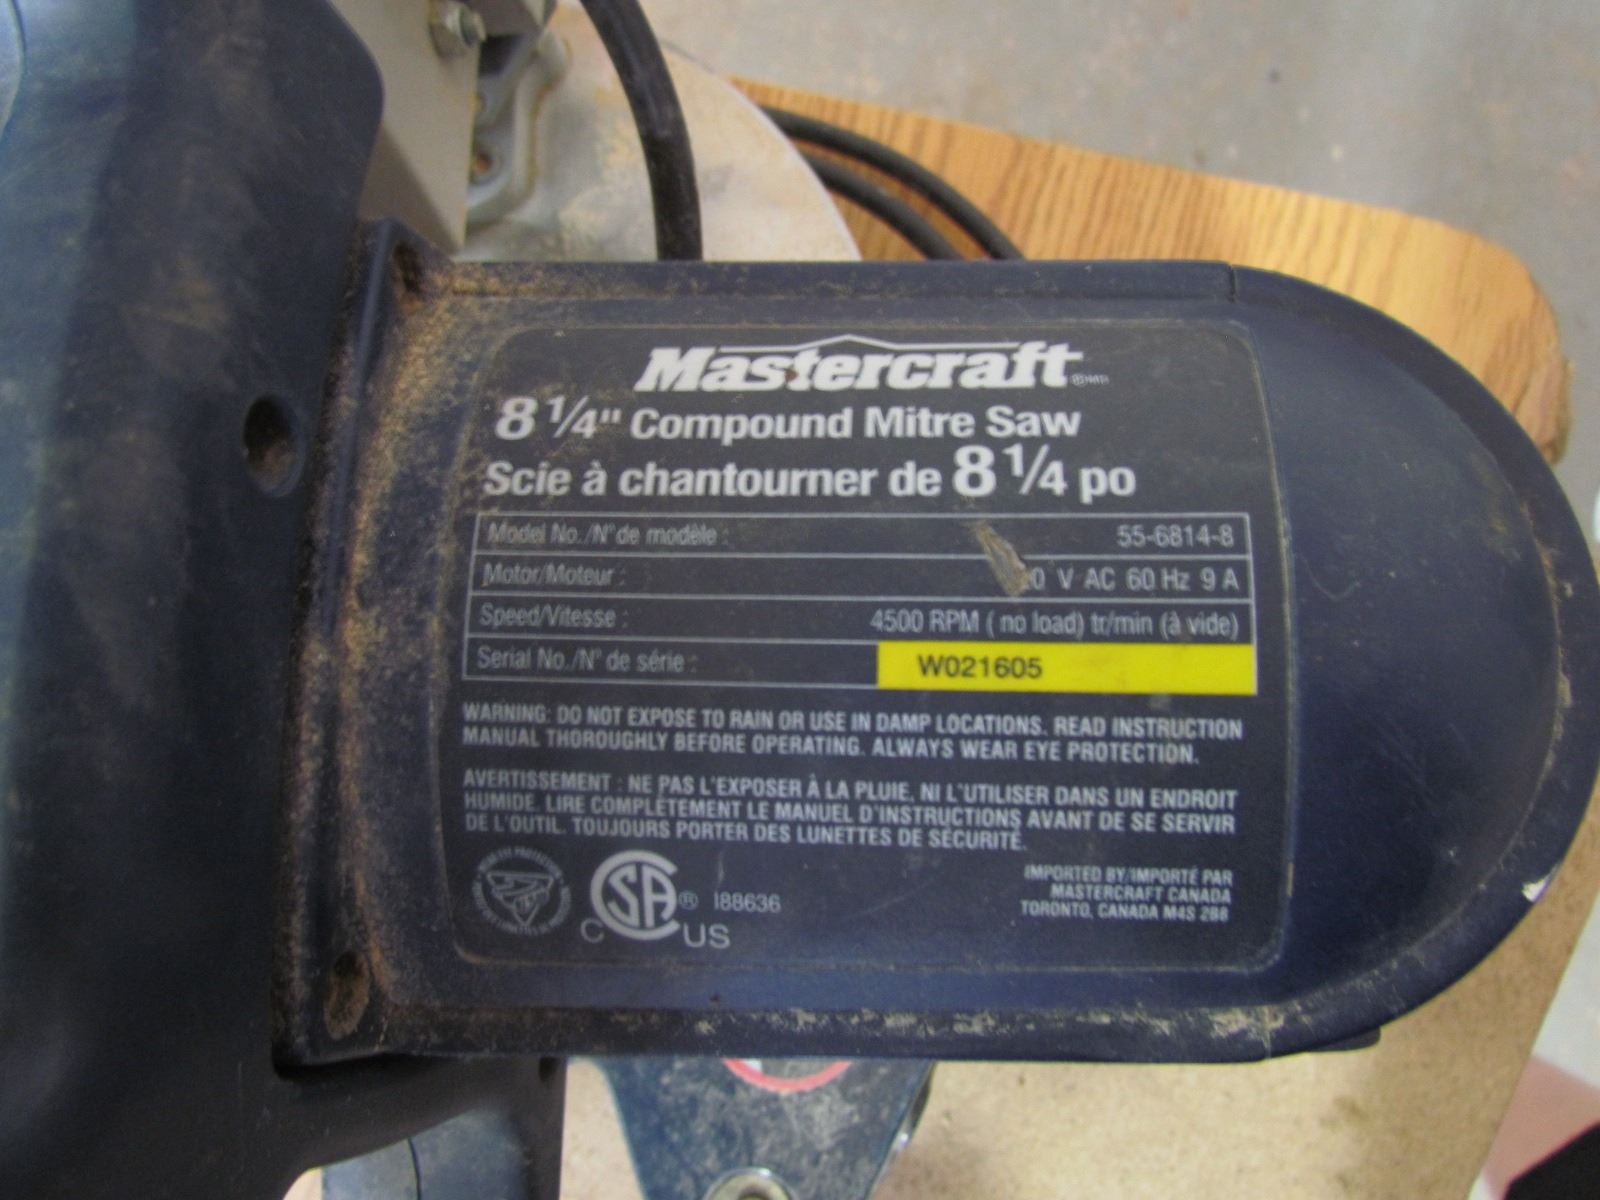 Mastercraft ®MD
8 1/4" Compound Mitre Saw
Scie à chantourner de 8 1/4 po
Model No./N° de modèle : 55-6814-8
Motor/Moteur : 0 V AC 60 Hz 9 A
Speed/Vitesse : 4500 RPM ( no load) tr/min (à vide)
Serial No./N° de série : W021605
WARNING: DO NOT EXPOSE TO RAIN OR USE IN DAMP LOCATIONS. READ INSTRUCTION
MANUAL THOROUGHLY BEFORE OPERATING. ALWAYS WEAR EYE PROTECTION.
AVERTISSEMENT : NE PAS L'EXPOSER À LA PLUIE, NI L'UTILISER DANS UN ENDROIT
HUMIDE. LIRE COMPLÈTEMENT LE MANUEL D'INSTRUCTIONS AVANT DE SE SERVIR
DE L'OUTIL. TOUJOURS PORTER DES LUNETTES DE SÉCURITÉ.
CSA ® 188636
C US
IMPORTED BY/IMPORTÉ PAR
MASTERCRAFT CANADA
TORONTO, CANADA M4S 2B8